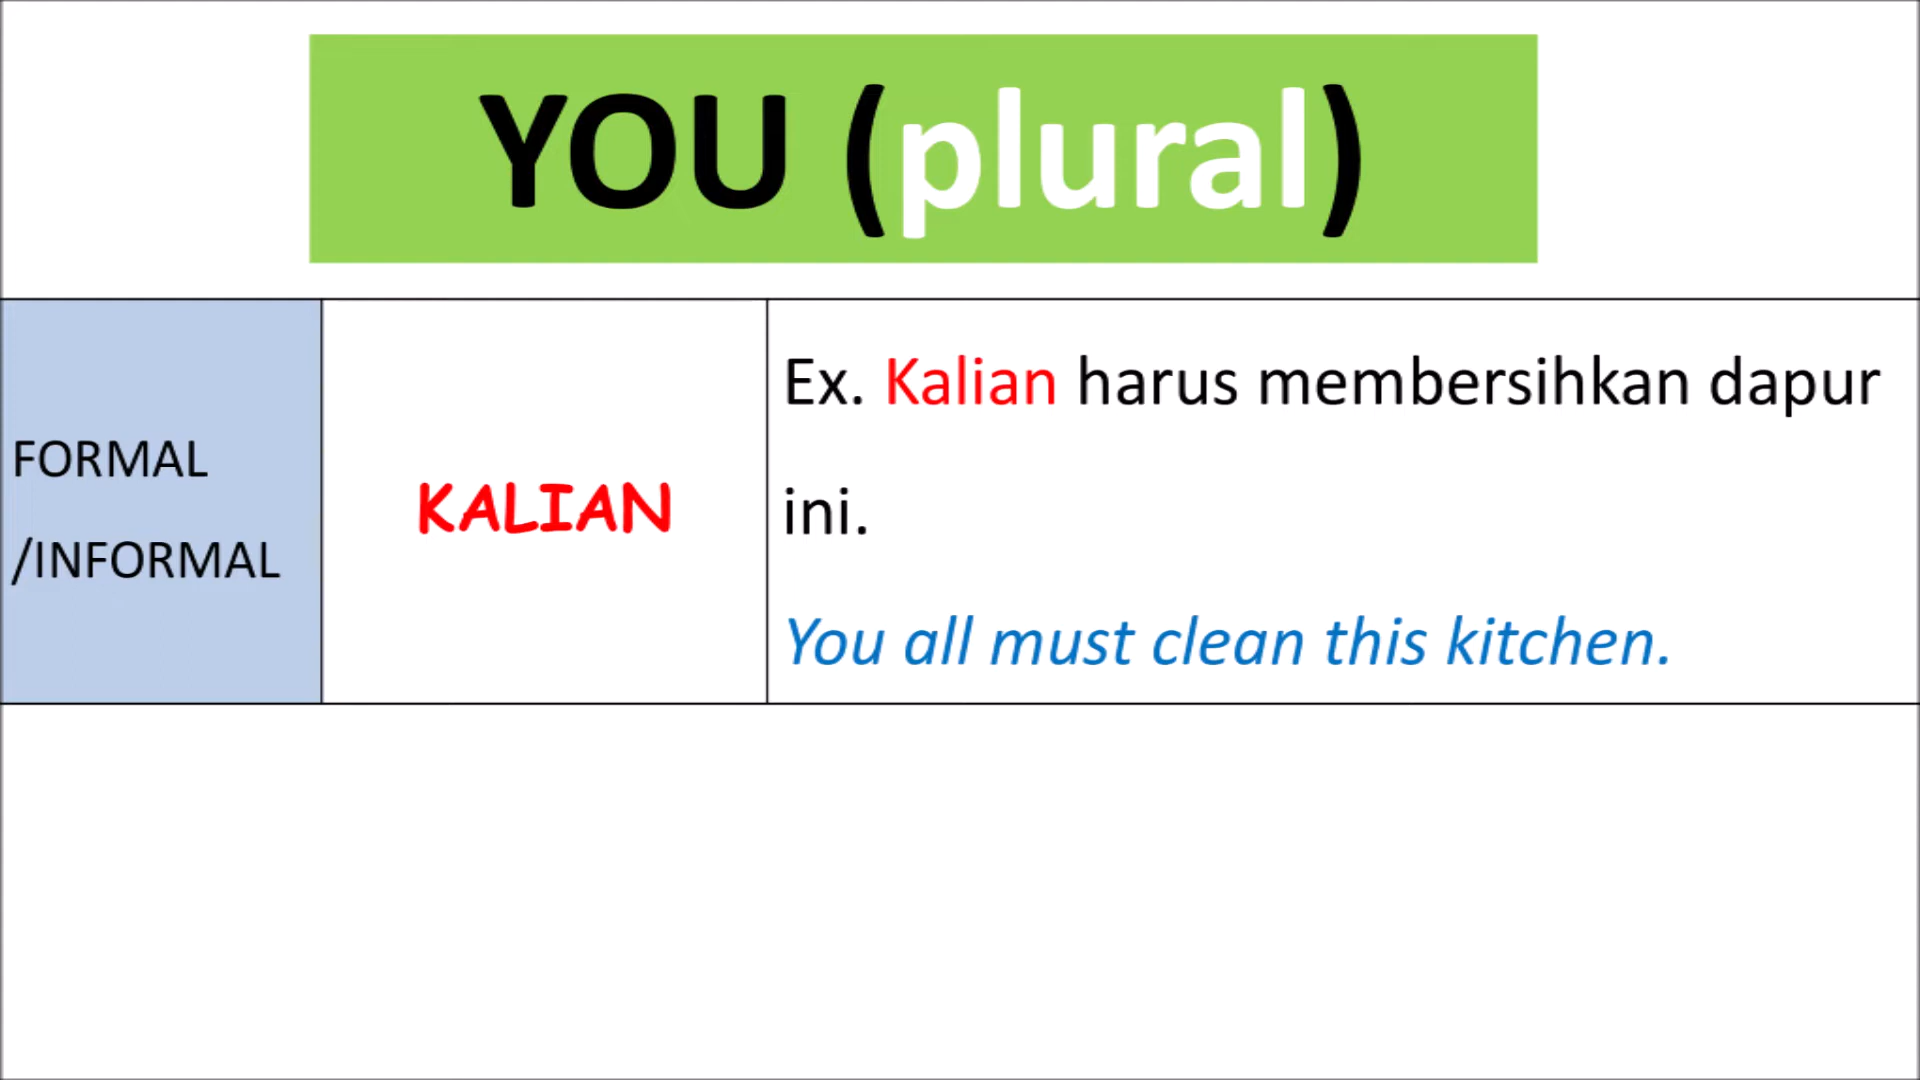 YOU (plural)
FORMAL
/INFORMAL
KALIAN
Ex. Kalian harus membersihkan dapur
ini.
You all must clean this kitchen.